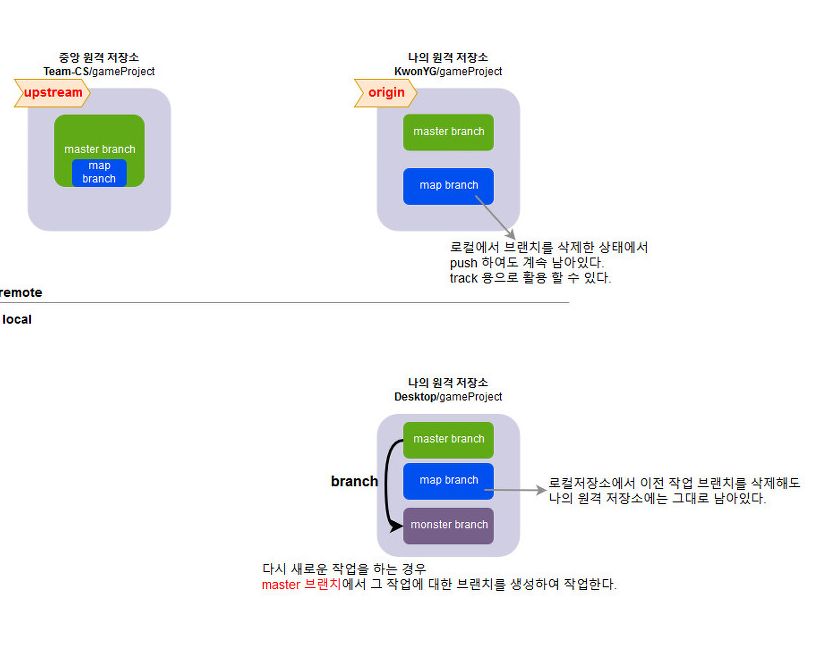 중앙 원격 저장소
Team-CS/gameProject
upstream
master branch
map
branch
나의 원격 저장소
KwonYG/gameProject
origin
master branch
map branch
로컬에서 브랜치를 삭제한 상태에서
push 하여도 계속 남아있다.
track 용으로 활용 할 수 있다.
remote
local
나의 원격 저장소
Desktop/gameProject
master branch
branch
map branch
monster branch
로컬저장소에서 이전 작업 브랜치를 삭제해도
나의 원격 저장소에는 그대로 남아있다.
다시 새로운 작업을 하는 경우
master 브랜치에서 그 작업에 대한 브랜치를 생성하여 작업한다.